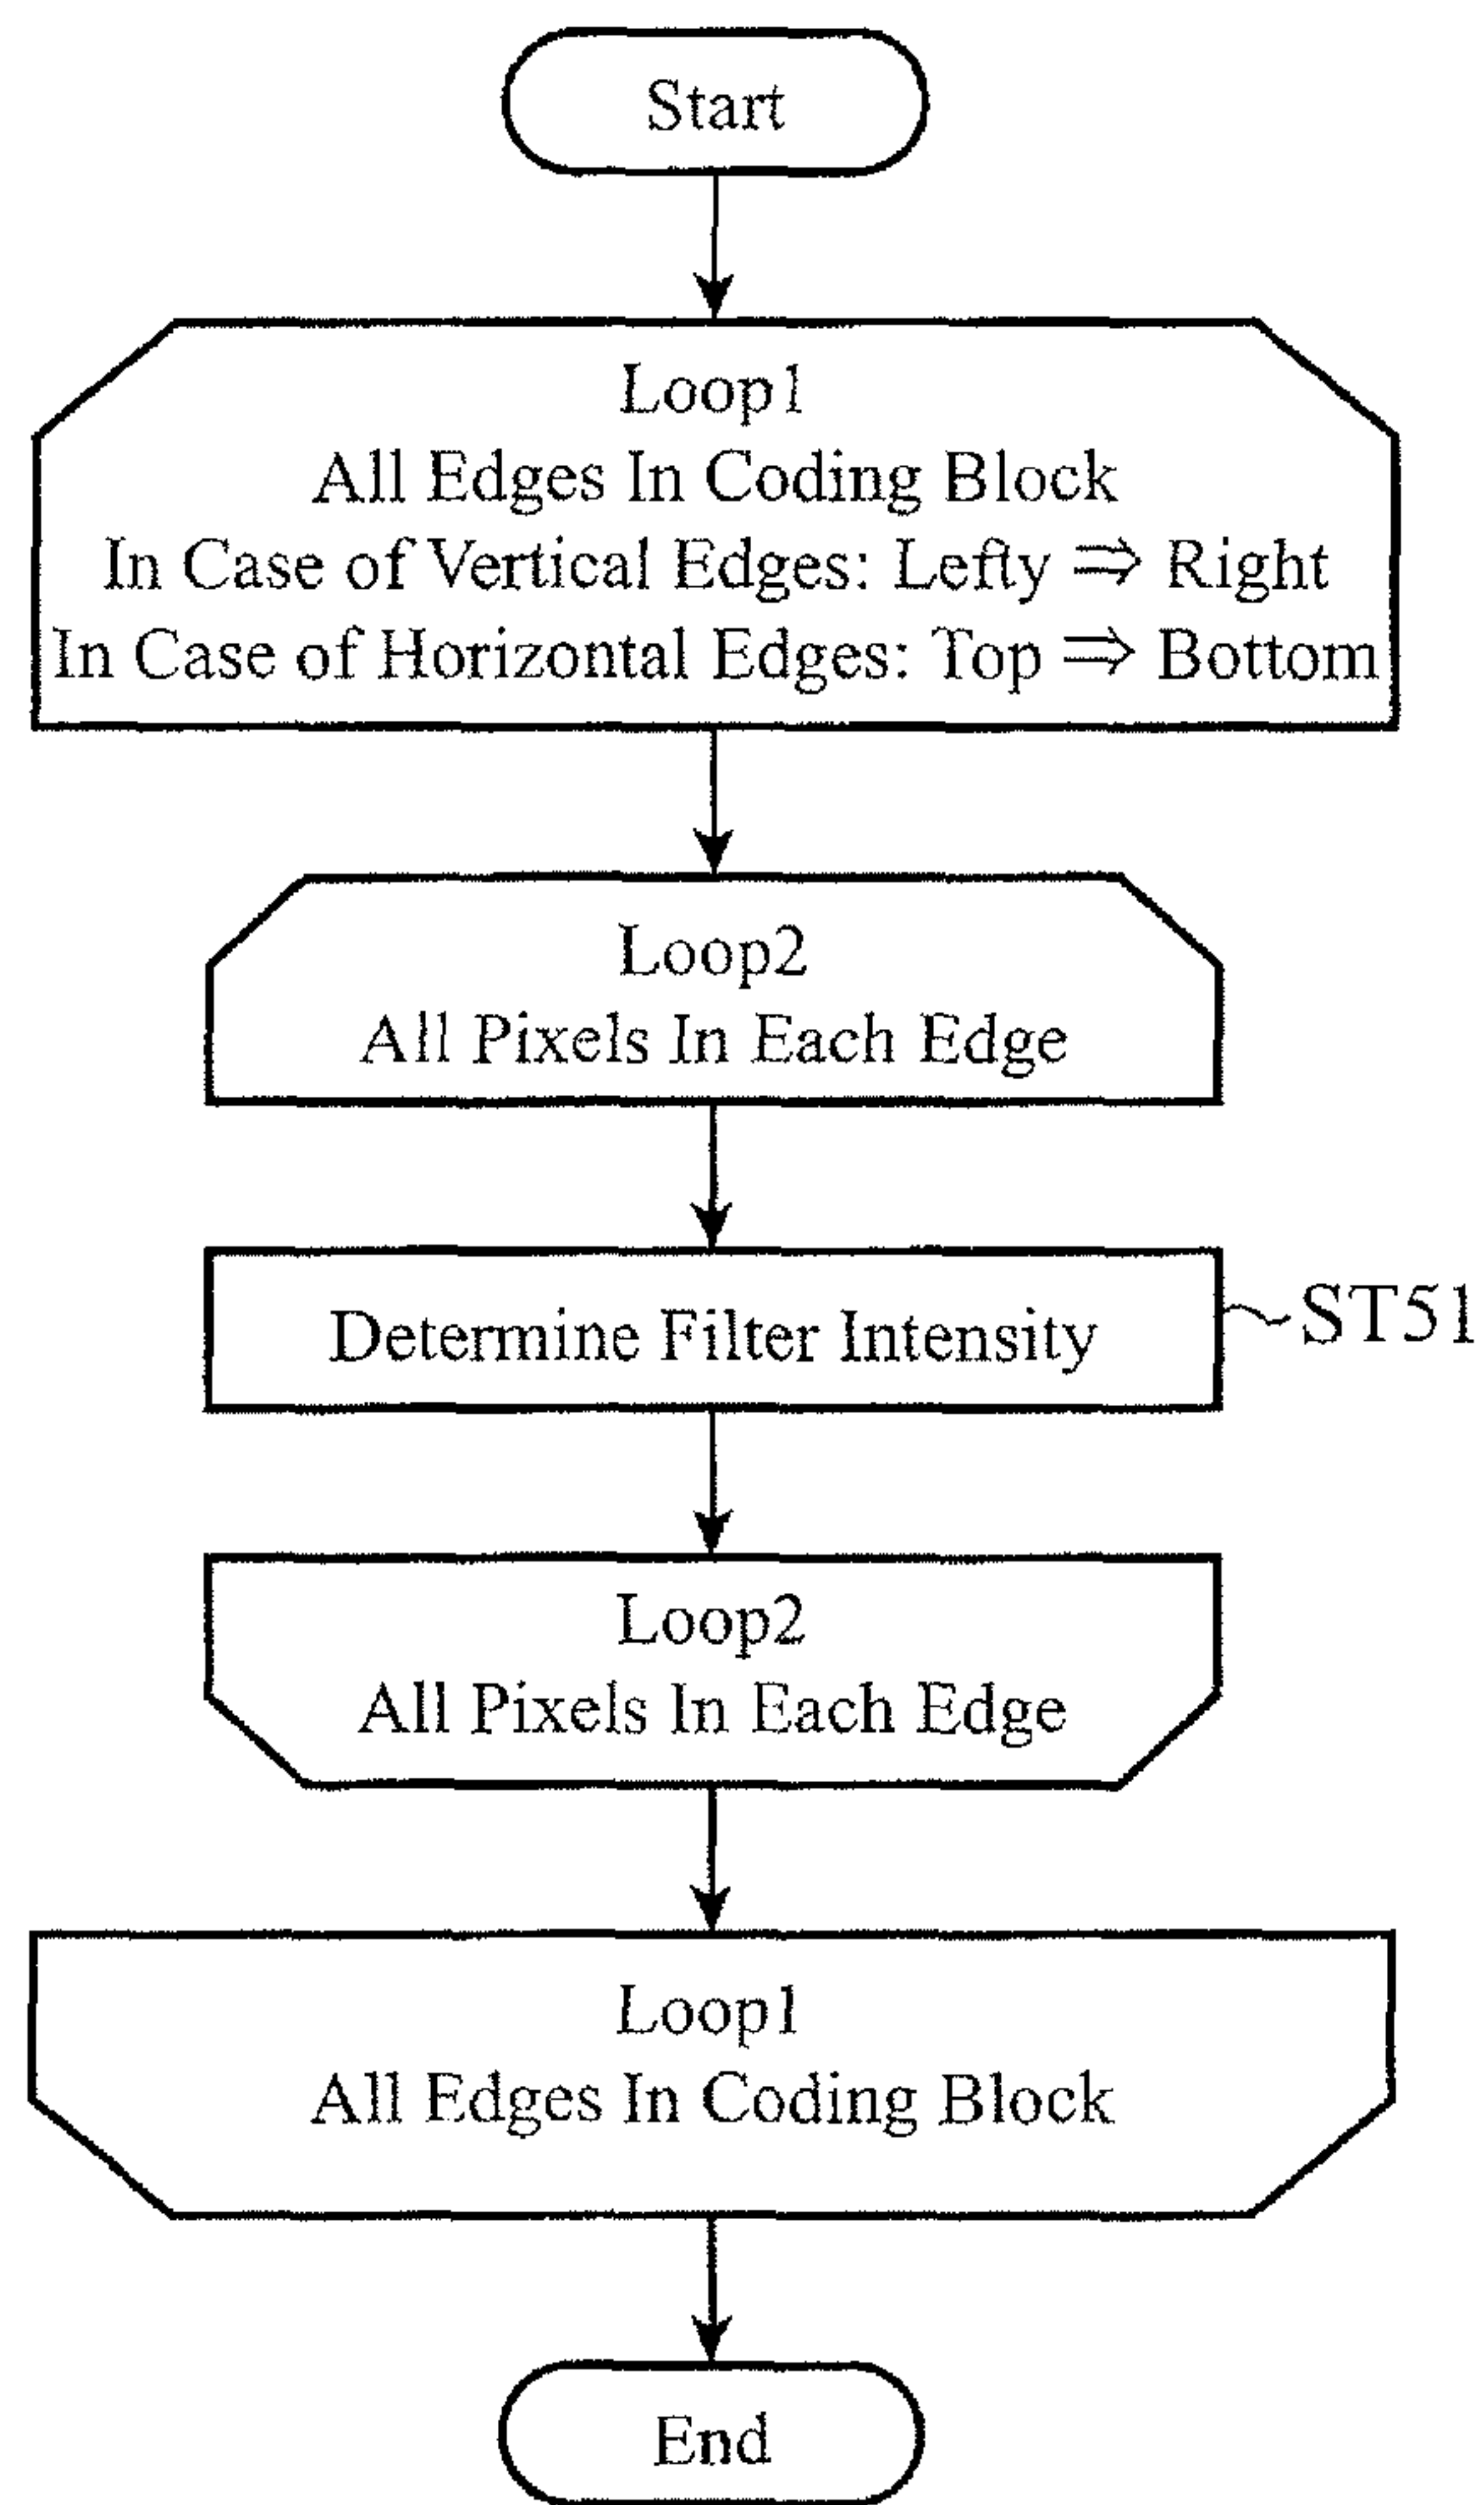 Start
Loop1
All Edges In Coding Block
In Case of Vertical Edges: Lefty ⇒ Right
In Case of Horizontal Edges: Top ⇒ Bottom
Loop2
All Pixels In Each Edge
Determine Filter Intensity
ST51
Loop2
All Pixels In Each Edge
Loop1
All Edges In Coding Block
End